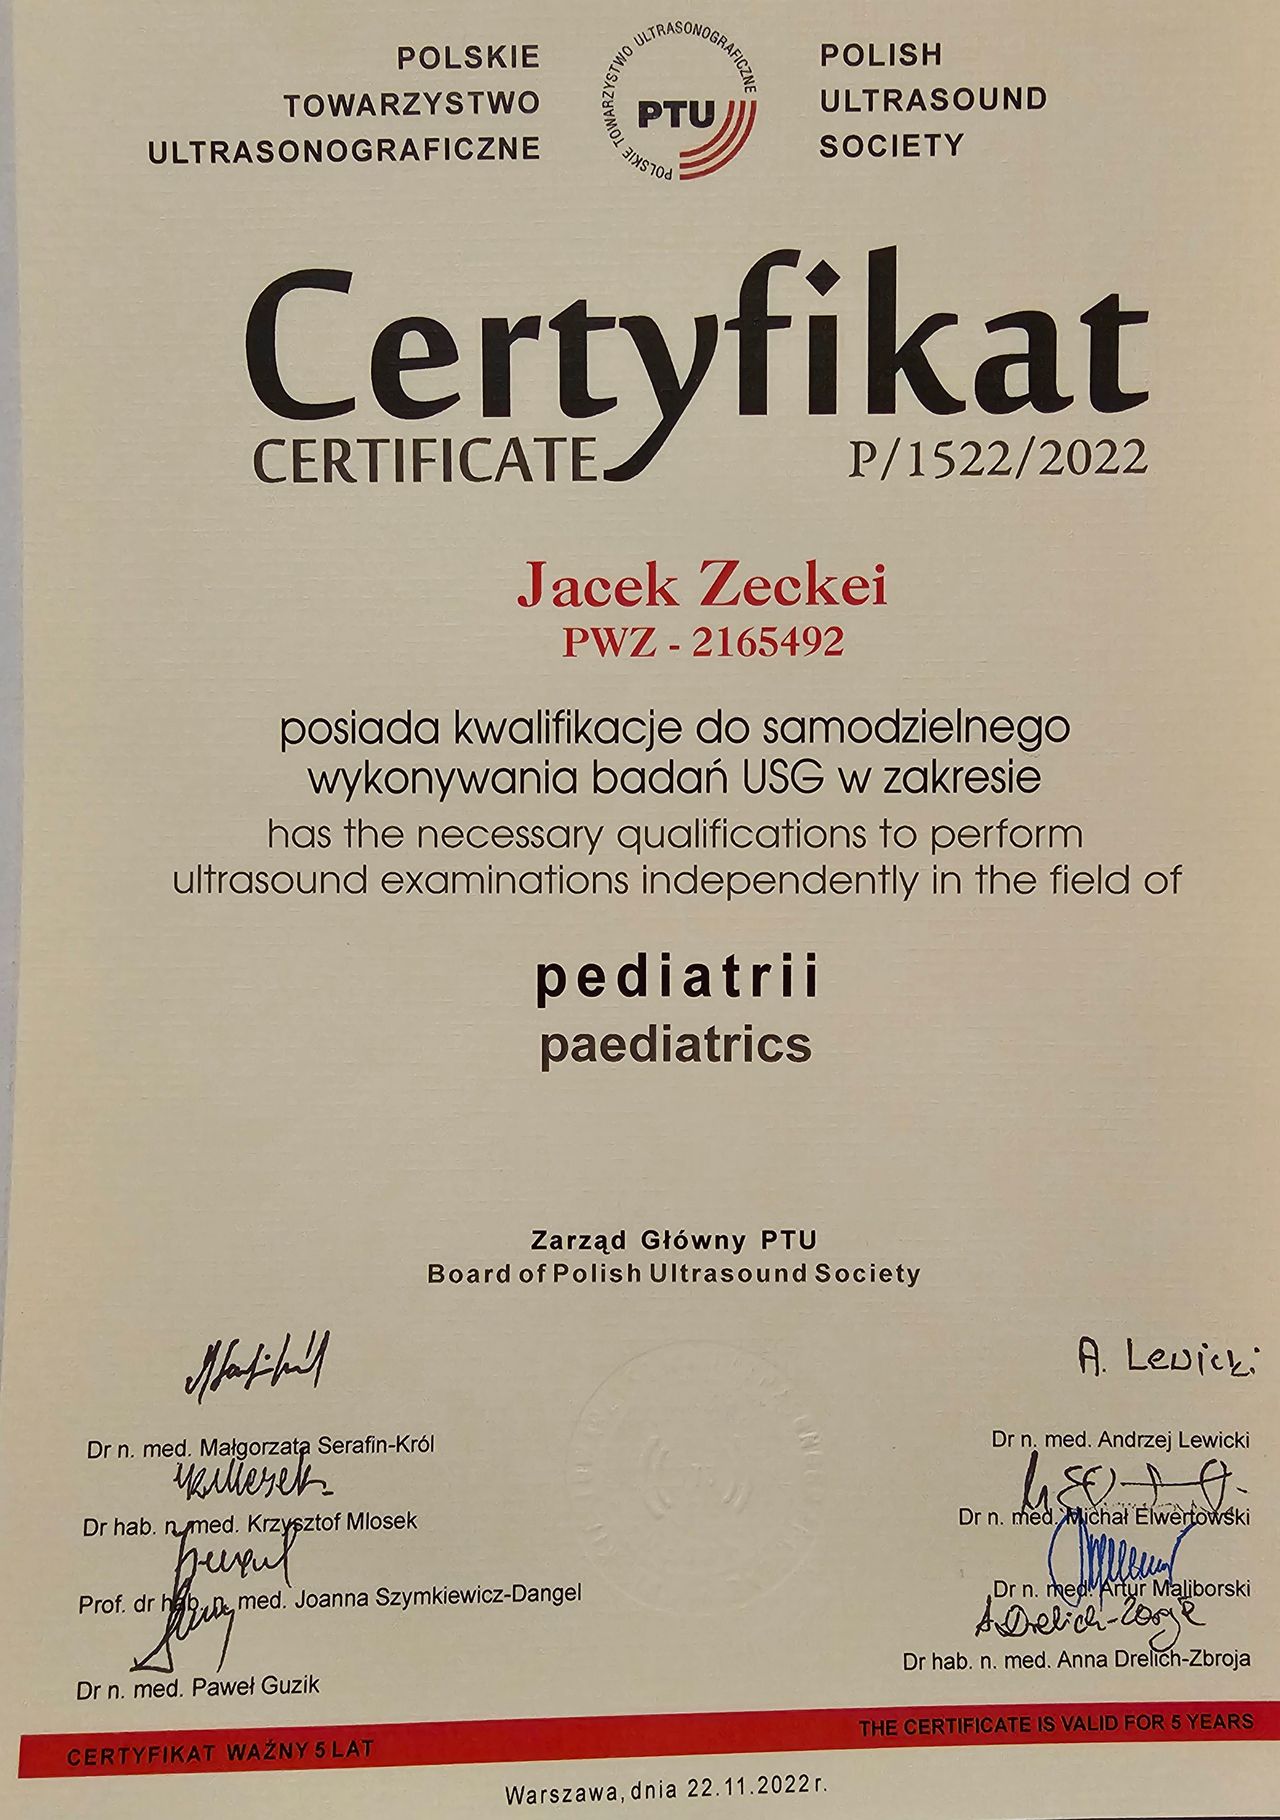 POLSKIE
TOWARZYSTWO
ULTRASONOGRAFICZNE
POLSKIE TOWARZYSTWO ULTRASONOGRAFICZNE
PTU
POLISH
ULTRASOUND
SOCIETY
Certyfikat
CERTIFICATE
P/1522/2022
Jacek Zeckei
PWZ - 2165492
posiada kwalifikacje do samodzielnego
wykonywania badań USG w zakresie
has the necessary qualifications to perform
ultrasound examinations independently in the field of
pediatrii
paediatrics
Zarząd Główny PTU
Board of Polish Ultrasound Society
Dr n. med. Małgorzata Serafin-Król
Dr hab. n. med. Krzysztof Mlosek
Prof. dr hab. n. med. Joanna Szymkiewicz-Dangel
Dr n. med. Paweł Guzik
A. Lewicki
Dr n. med. Andrzej Lewicki
Dr n. med. Michał Elwertowski
Dr n. med. Artur Maliborski
A. Drelich-Zbroja
Dr hab. n. med. Anna Drelich-Zbroja
CERTYFIKAT WAŻNY 5 LAT
THE CERTIFICATE IS VALID FOR 5 YEARS
Warszawa, dnia 22.11.2022 r.